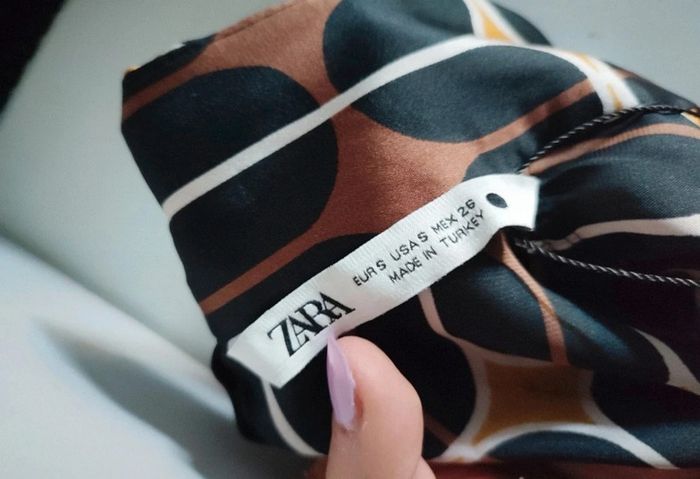 ZARA
EUR S USA S MEX 26
MADE IN TURKEY